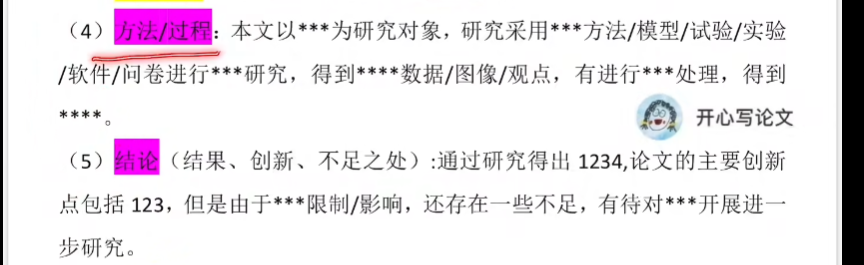 （4）方法/过程：本文以***为研究对象，研究采用***方法/模型/试验/实验
/软件/问卷进行***研究，得到****数据/图像/观点，有进行***处理，得到
****。
开心写论文
（5）结论（结果、创新、不足之处）:通过研究得出 1234,论文的主要创新
点包括 123，但是由于***限制/影响，还存在一些不足，有待对***开展进一
步研究。